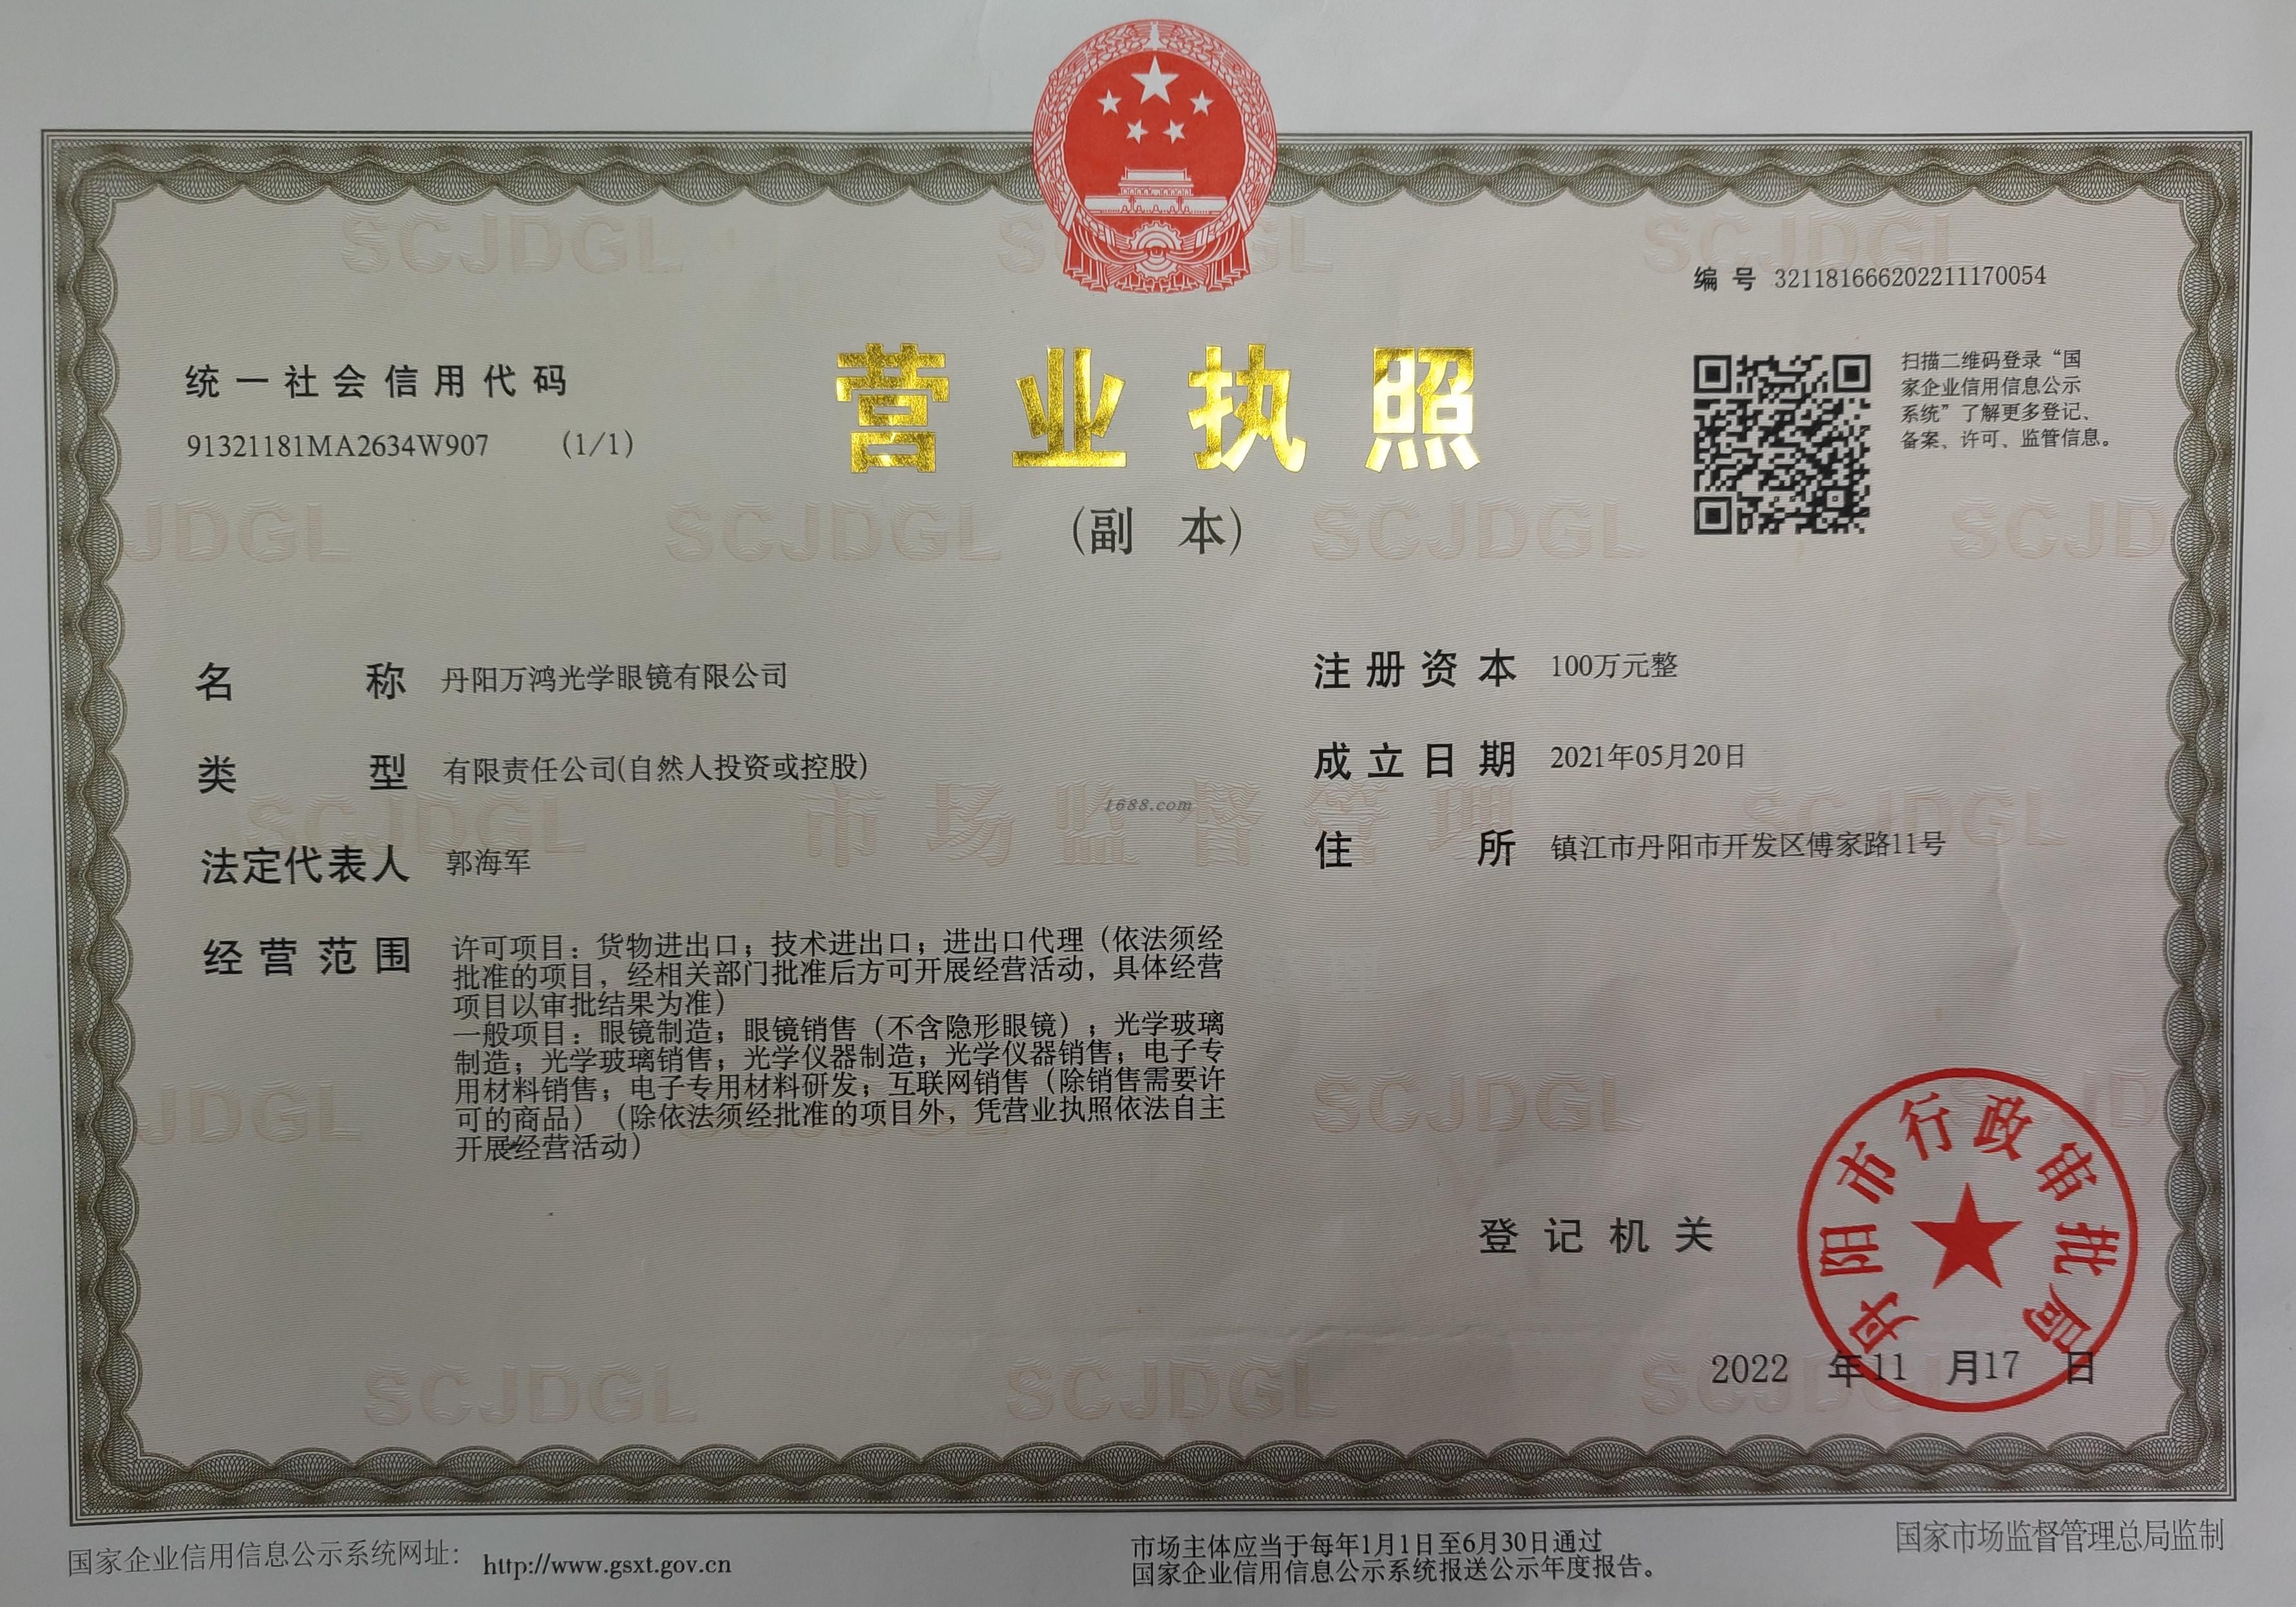 编号 321181666202211170054
统一社会信用代码
91321181MA2634W907 (1/1)
营业执照
(副 本)
扫描二维码登录“国
家企业信用信息公示
系统”了解更多登记、
备案、许可、监管信息。
名称 丹阳万鸿光学眼镜有限公司
类型 有限责任公司(自然人投资或控股)
法定代表人 郭海军
经营范围 许可项目：货物进出口；技术进出口；进出口代理（依法须经
批准的项目，经相关部门批准后方可开展经营活动，具体经营
项目以审批结果为准）
一般项目：眼镜制造；眼镜销售（不含隐形眼镜）；光学玻璃
制造；光学玻璃销售；光学仪器制造；光学仪器销售；电子专
用材料销售；电子专用材料研发；互联网销售（除销售需要许
可的商品）（除依法须经批准的项目外，凭营业执照依法自主
开展经营活动）
注册资本 100万元整
成立日期 2021年05月20日
住所 镇江市丹阳市开发区傅家路11号
市场监督管理
1688.com
SCJDGL
登记机关
丹阳市行政审批局
2022 年11 月17 日
国家企业信用信息公示系统网址： http://www.gsxt.gov.cn
市场主体应当于每年1月1日至6月30日通过
国家企业信用信息公示系统报送公示年度报告。
国家市场监督管理总局监制